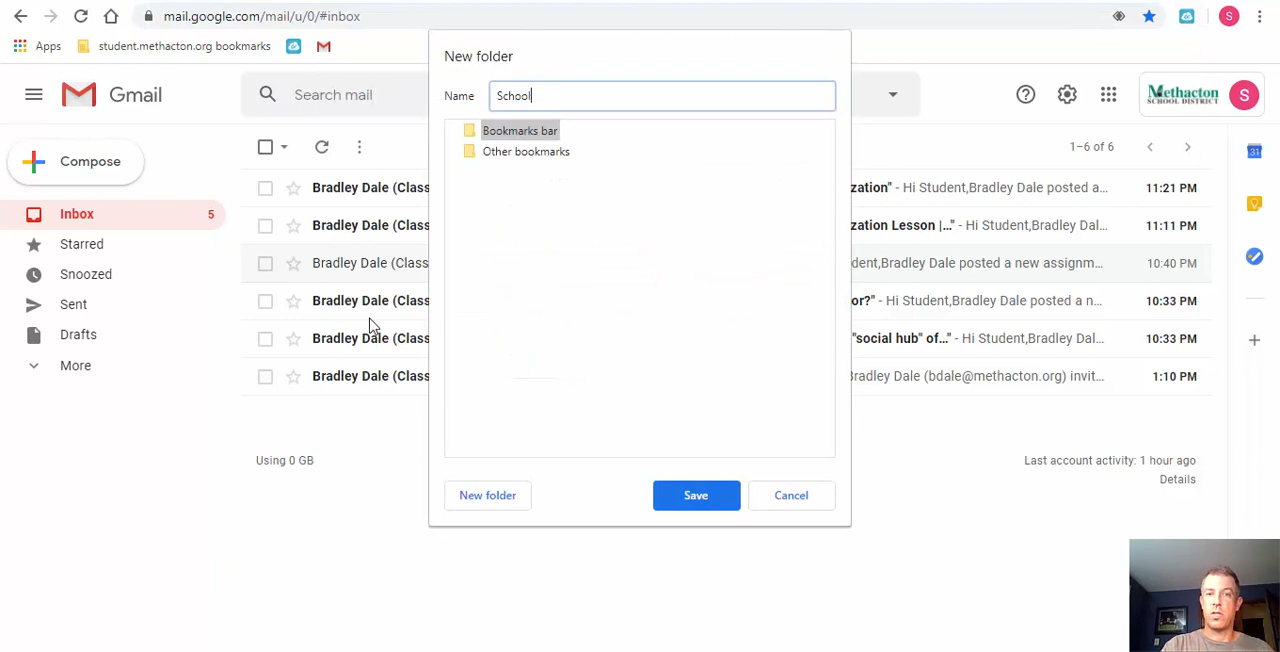 mail.google.com/mail/u/0/#inbox
S
Apps
student.methacton.org bookmarks
New folder
Name
School
Gmail
Search mail
Methacton
SCHOOL DISTRICT
S
Bookmarks bar
Other bookmarks
1–6 of 6
Compose
31
Bradley Dale (Class
zation" - Hi Student,Bradley Dale posted a...
11:21 PM
Inbox
5
Bradley Dale (Class
zation Lesson |..." - Hi Student,Bradley Dal...
11:11 PM
Starred
Bradley Dale (Class
dent,Bradley Dale posted a new assignm...
10:40 PM
Snoozed
Bradley Dale (Class
or?" - Hi Student,Bradley Dale posted a n...
10:33 PM
Sent
Bradley Dale (Class
"social hub" of..." - Hi Student,Bradley Dal...
10:33 PM
Drafts
Bradley Dale (Class
Bradley Dale (bdale@methacton.org) invit...
1:10 PM
More
Using 0 GB
Last account activity: 1 hour ago
Details
New folder
Save
Cancel